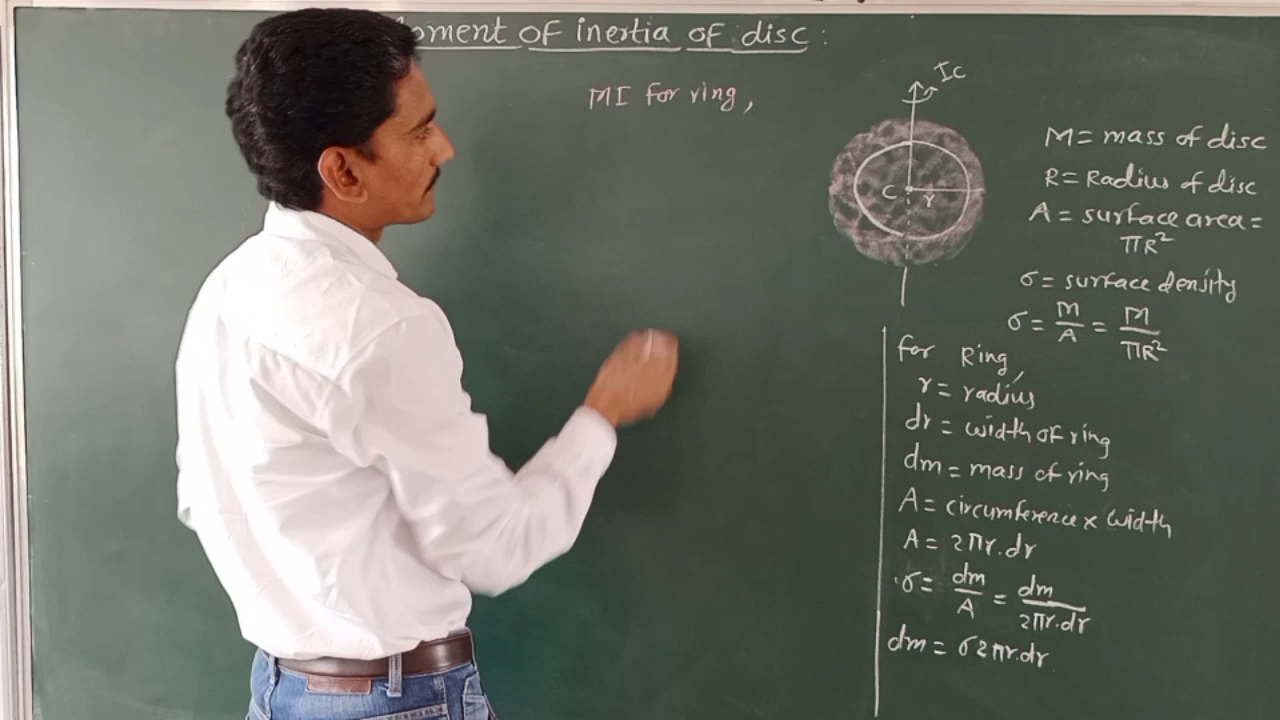 oment of inertia of disc :
MI for ring,
Ic
C
r
M = mass of disc
R = Radius of disc
A = surface area =
πR²
σ = surface density
σ = M/A = M/πR²
for Ring,
r = radius
dr = width of ring
dm = mass of ring
A = circumference x width
A = 2πr.dr
σ = dm/A = dm/2πr.dr
dm = σ2πr.dr